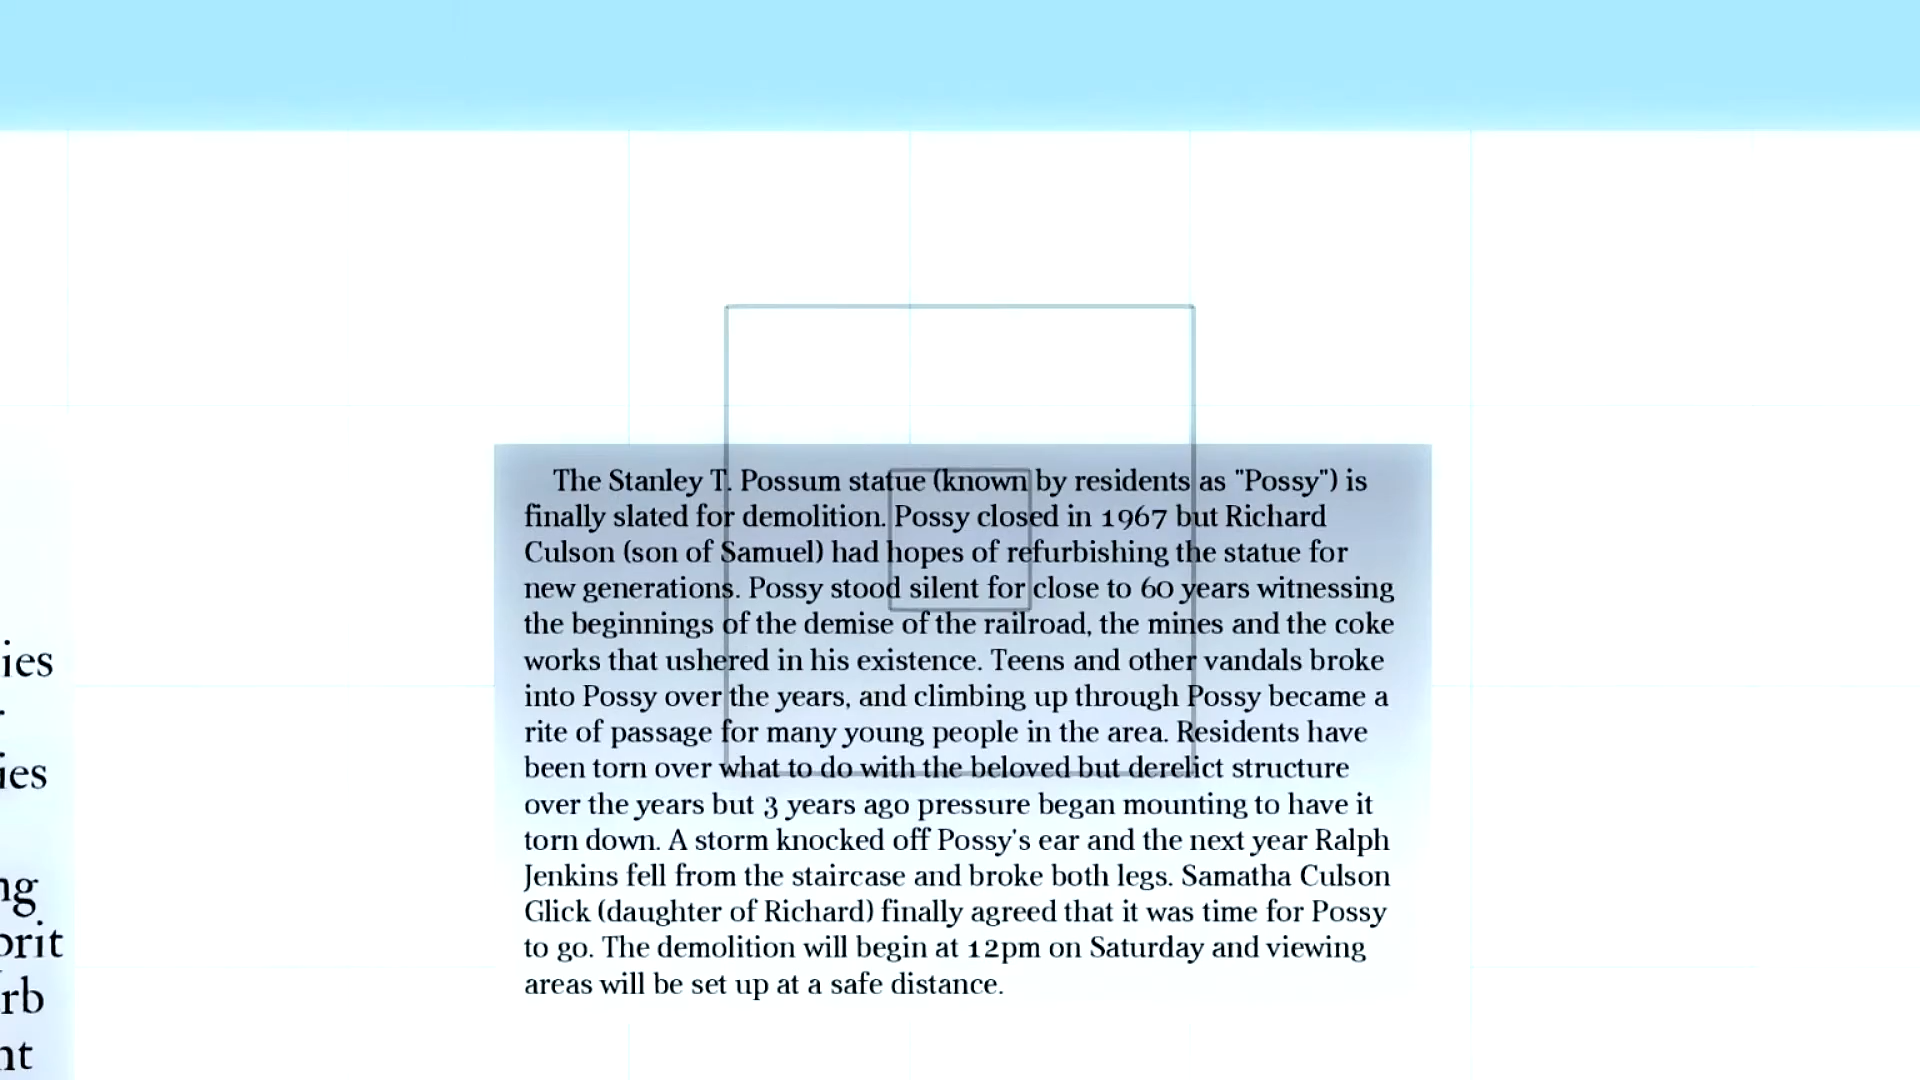 The Stanley T. Possum statue (known by residents as "Possy") is
finally slated for demolition. Possy closed in 1967 but Richard
Culson (son of Samuel) had hopes of refurbishing the statue for
new generations. Possy stood silent for close to 60 years witnessing
the beginnings of the demise of the railroad, the mines and the coke
works that ushered in his existence. Teens and other vandals broke
into Possy over the years, and climbing up through Possy became a
rite of passage for many young people in the area. Residents have
been torn over what to do with the beloved but derelict structure
over the years but 3 years ago pressure began mounting to have it
torn down. A storm knocked off Possy's ear and the next year Ralph
Jenkins fell from the staircase and broke both legs. Samatha Culson
Glick (daughter of Richard) finally agreed that it was time for Possy
to go. The demolition will begin at 12pm on Saturday and viewing
areas will be set up at a safe distance.